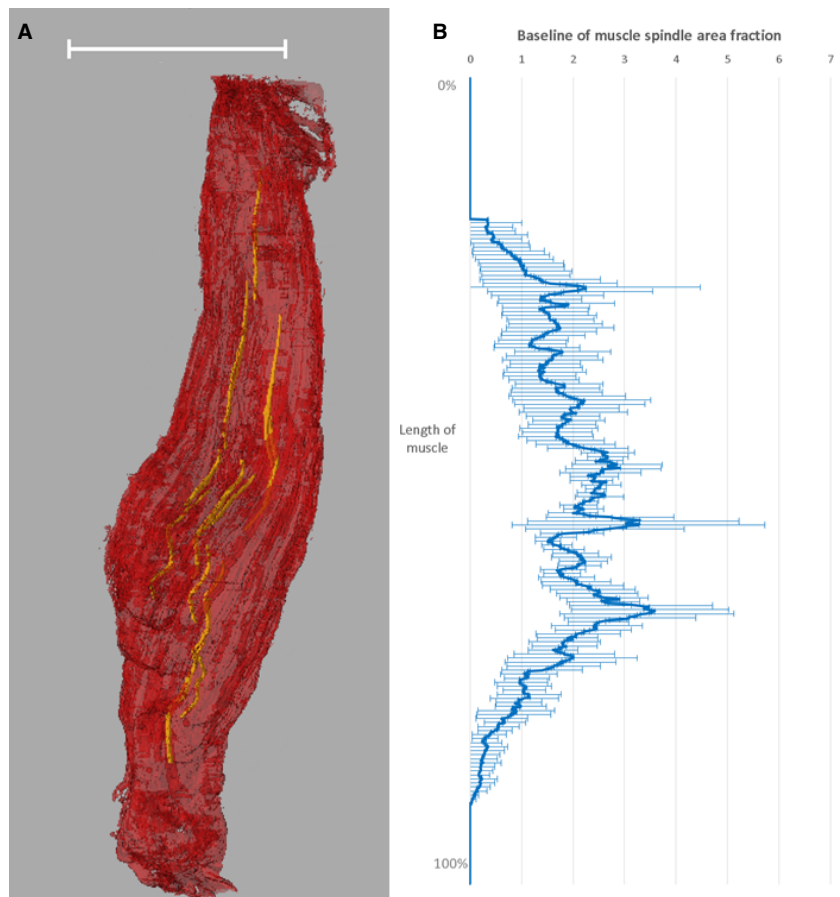 A
B
Baseline of muscle spindle area fraction
0 1 2 3 4 5 6 7
0%
Length of
muscle
100%